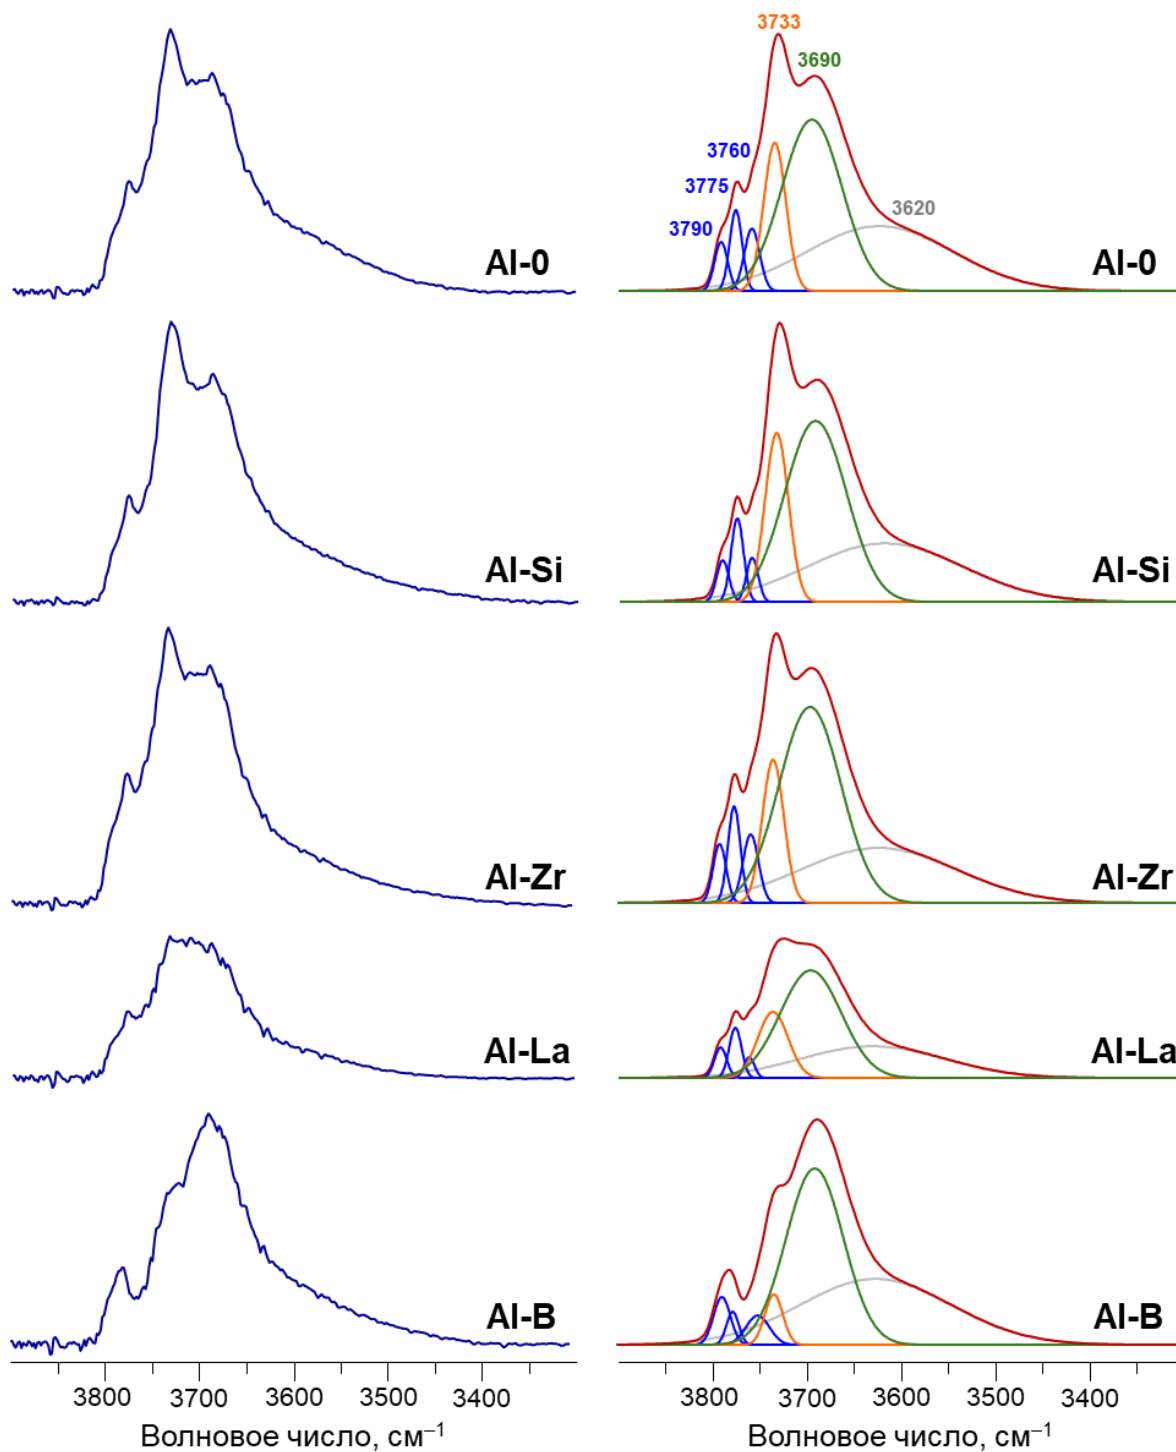 3733
3690
3760
3775
3620
3790
Al-0
Al-0
Al-Si
Al-Si
Al-Zr
Al-Zr
Al-La
Al-La
Al-B
Al-B
3800 3700 3600 3500 3400
3800 3700 3600 3500 3400
Волновое число, см⁻¹
Волновое число, см⁻¹